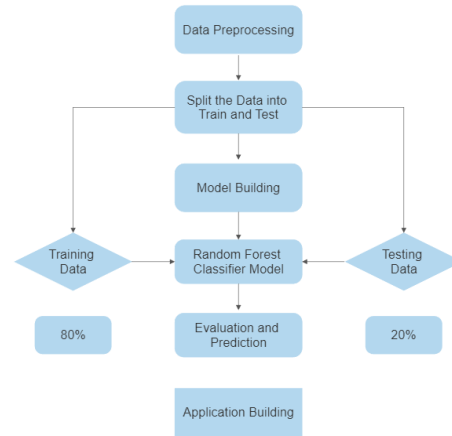 Data Preprocessing
Split the Data into
Train and Test
Model Building
Training
Data
Random Forest
Classifier Model
Testing
Data
80%
Evaluation and
Prediction
20%
Application Building